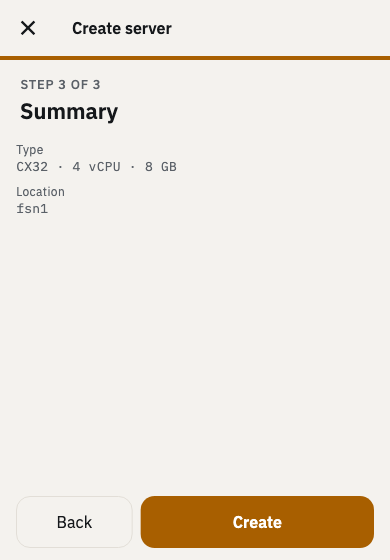 Create server
STEP 3 OF 3
Summary
Type
CX32 · 4 vCPU · 8 GB
Location
fsn1
Back
Create